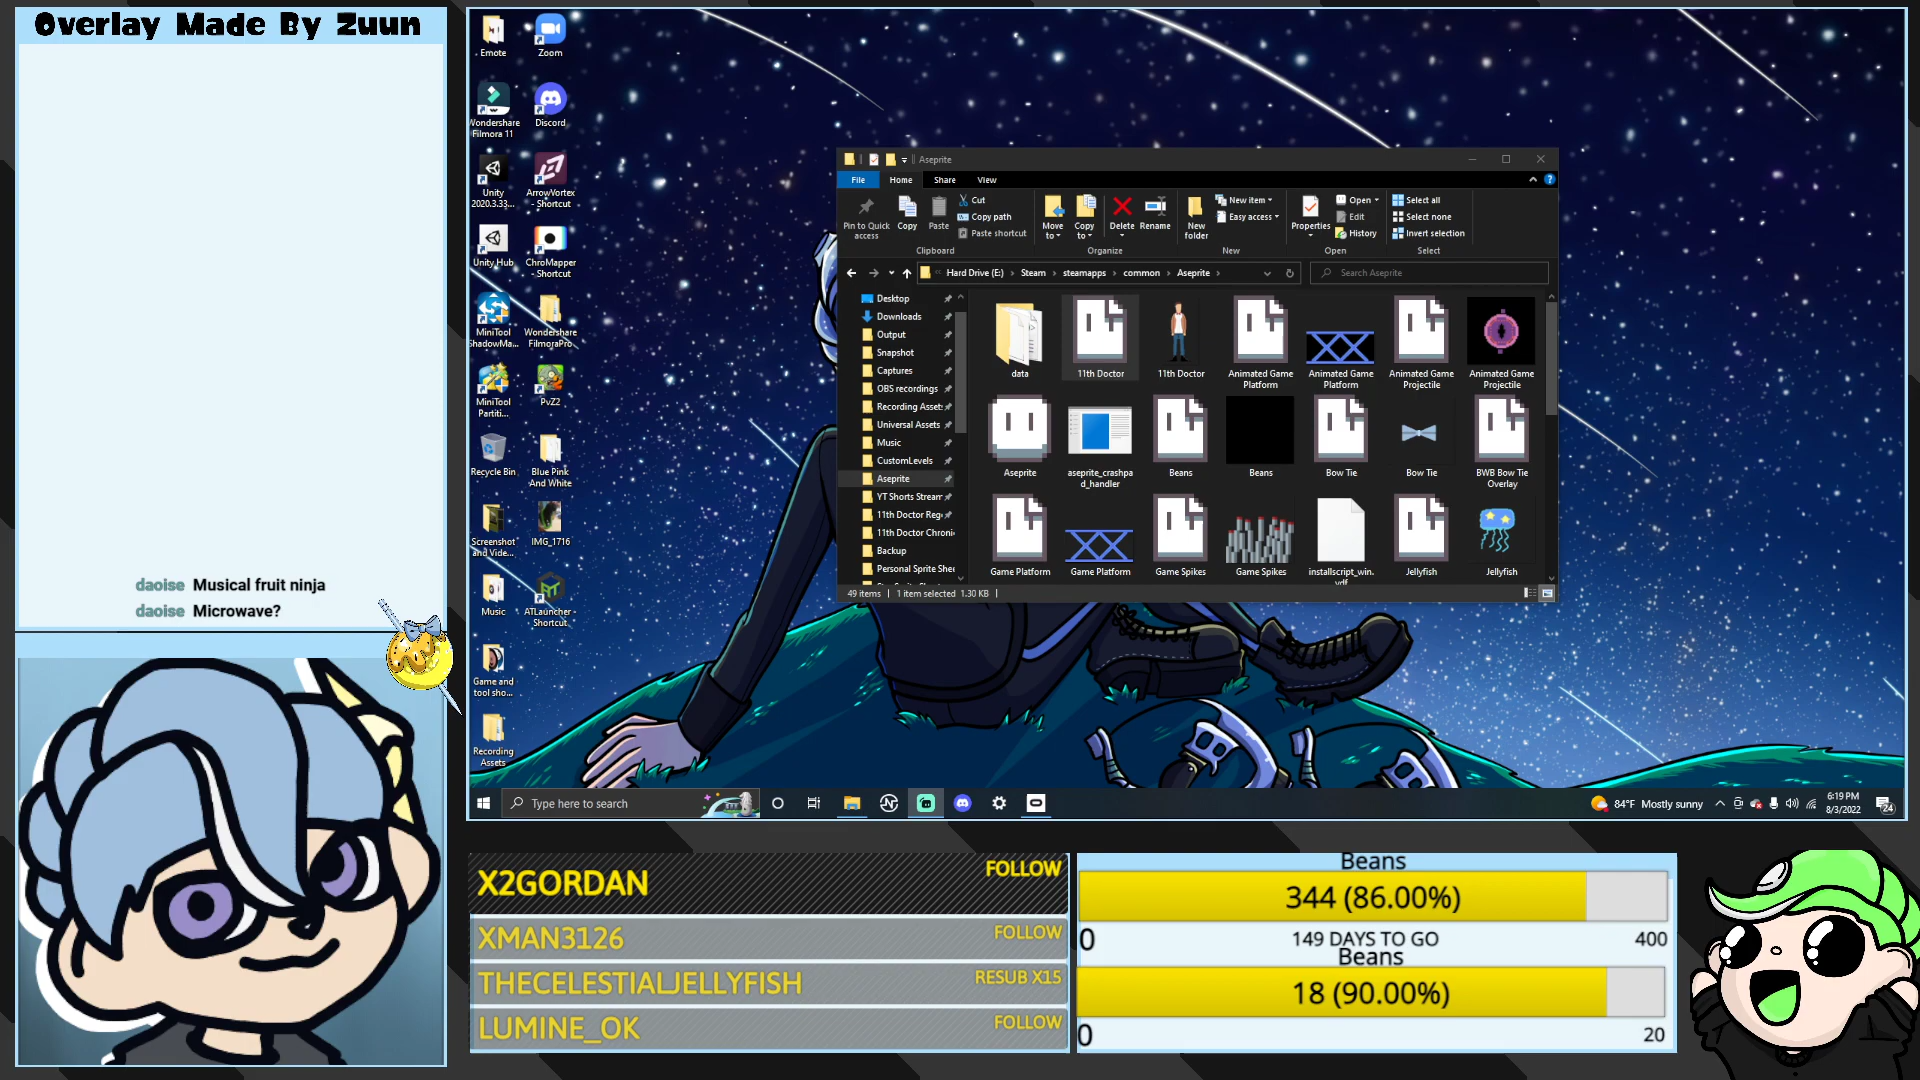 Overlay Made By Zuun
daoise Musical fruit ninja
daoise Microwave?
Emote
Zoom
Wondershare
Filmora 11
Discord
Unity
2020.3.33...
ArrowVortex
- Shortcut
Unity Hub
ChroMapper
- Shortcut
MiniTool
ShadowMa...
Wondershare
FilmoraPro
MiniTool
Partiti...
PvZ2
Recycle Bin
Blue Pink
And White
Screenshot
and Vide...
IMG_1716
Music
ATLauncher -
Shortcut
Game and
tool sho...
Recording
Assets
Aseprite
File Home Share View
Pin to Quick
access
Copy
Paste
Cut
Copy path
Paste shortcut
Clipboard
Move
to
Copy
to
Delete
Rename
Organize
New
folder
New item
Easy access
New
Properties
Open
Edit
History
Open
Select all
Select none
Invert selection
Select
Hard Drive (E:) Steam steamapps common Aseprite
Search Aseprite
Desktop
Downloads
Output
Snapshot
Captures
OBS recordings
Recording Asset
Universal Assets
Music
CustomLevels
Aseprite
YT Shorts Stream
11th Doctor Reg
11th Doctor Chroni
Backup
Personal Sprite Shee
data
11th Doctor
11th Doctor
Animated Game
Platform
Animated Game
Platform
Animated Game
Projectile
Animated Game
Projectile
Aseprite
aseprite_crashpa
d_handler
Beans
Beans
Bow Tie
Bow Tie
BWB Bow Tie
Overlay
Game Platform
Game Platform
Game Spikes
Game Spikes
installscript_win.
vdf
Jellyfish
Jellyfish
49 items 1 item selected 1.30 KB
Type here to search
84°F Mostly sunny
6:19 PM
8/3/2022
24
X2GORDAN FOLLOW
XMAN3126 FOLLOW
THECELESTIALJELLYFISH RESUB X15
LUMINE_OK FOLLOW
Beans
344 (86.00%)
0 149 DAYS TO GO 400
Beans
18 (90.00%)
0 20